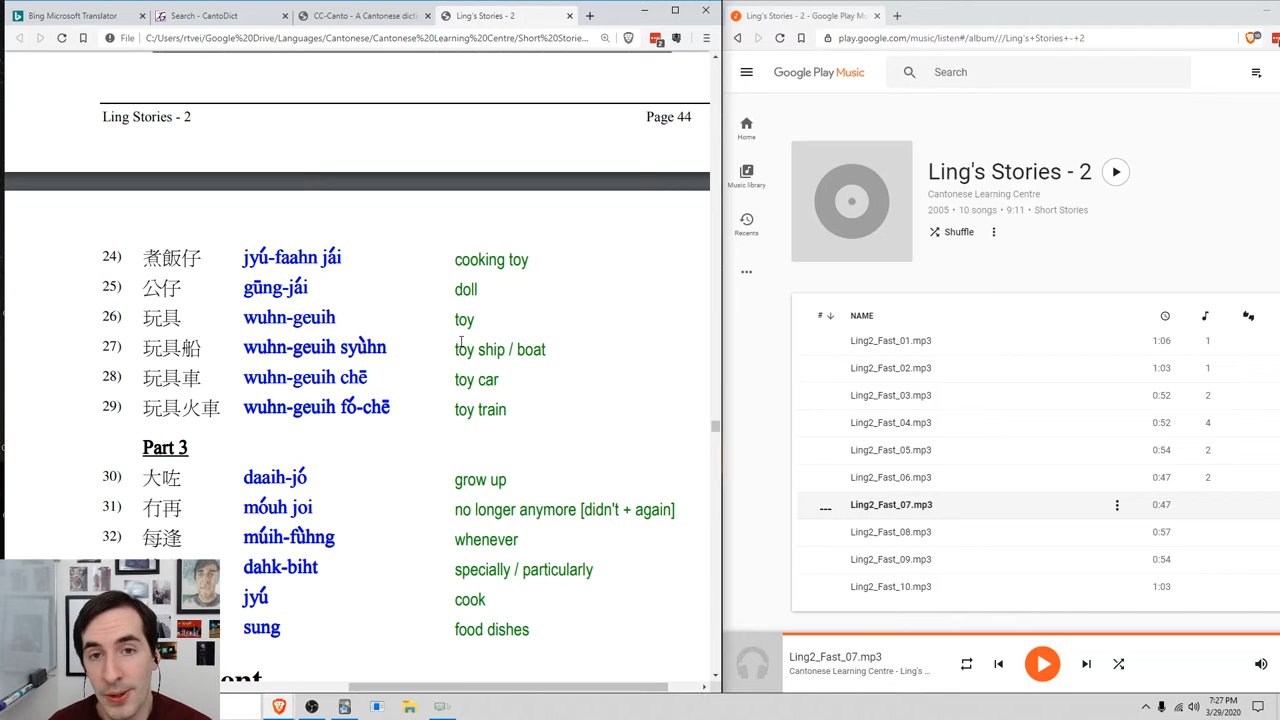 Bing Microsoft Translator
Search - CantoDict
CC-Canto - A Cantonese dicti
Ling's Stories - 2
File
C:/Users/rtvei/Google%20Drive/Languages/Cantonese/Cantonese%20Learning%20Centre/Short%20Storie...
2
Ling Stories - 2
Page 44
24) 煮飯仔 jyú-faahn jái cooking toy
25) 公仔 gūng-jái doll
26) 玩具 wuhn-geuih toy
27) 玩具船 wuhn-geuih syùhn toy ship / boat
28) 玩具車 wuhn-geuih chē toy car
29) 玩具火車 wuhn-geuih fó-chē toy train
Part 3
30) 大咗 daaih-jó grow up
31) 冇再 móuh joi no longer anymore [didn't + again]
32) 每逢 múih-fùhng whenever
dahk-biht specially / particularly
jyú cook
sung food dishes
Ling's Stories - 2 - Google Play Mus
play.google.com/music/listen#/album///Ling's+Stories+-+2
Google Play Music
Search
Home
Music library
Recents
Ling's Stories - 2
Cantonese Learning Centre
2005 • 10 songs • 9:11 • Short Stories
Shuffle
# NAME
Ling2_Fast_01.mp3 1:06 1
Ling2_Fast_02.mp3 1:03 1
Ling2_Fast_03.mp3 0:52 2
Ling2_Fast_04.mp3 0:52 4
Ling2_Fast_05.mp3 0:54 2
Ling2_Fast_06.mp3 0:47 2
Ling2_Fast_07.mp3 0:47
Ling2_Fast_08.mp3 0:57
Ling2_Fast_09.mp3 0:54
Ling2_Fast_10.mp3 1:03
Ling2_Fast_07.mp3
Cantonese Learning Centre - Ling's ...
7:27 PM
3/29/2020